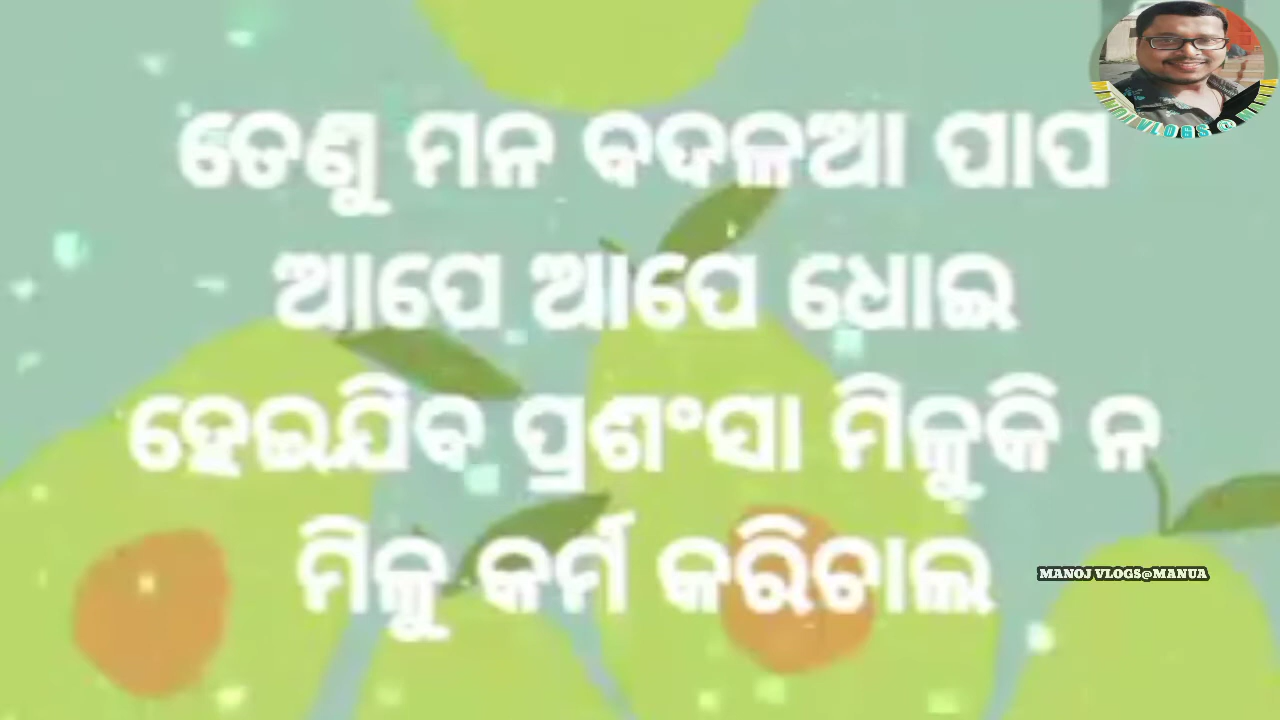 ତେଣୁ ମନ ବଦଳଆ ପାପ
ଆପେ ଆପେ ଧୋଇ
ହେଇଯିବ ପ୍ରଶଂସା ମିଳୁକି ନ
ମିଳୁ କର୍ମ କରିଚାଲ
MANOJ VLOGS@MANUA